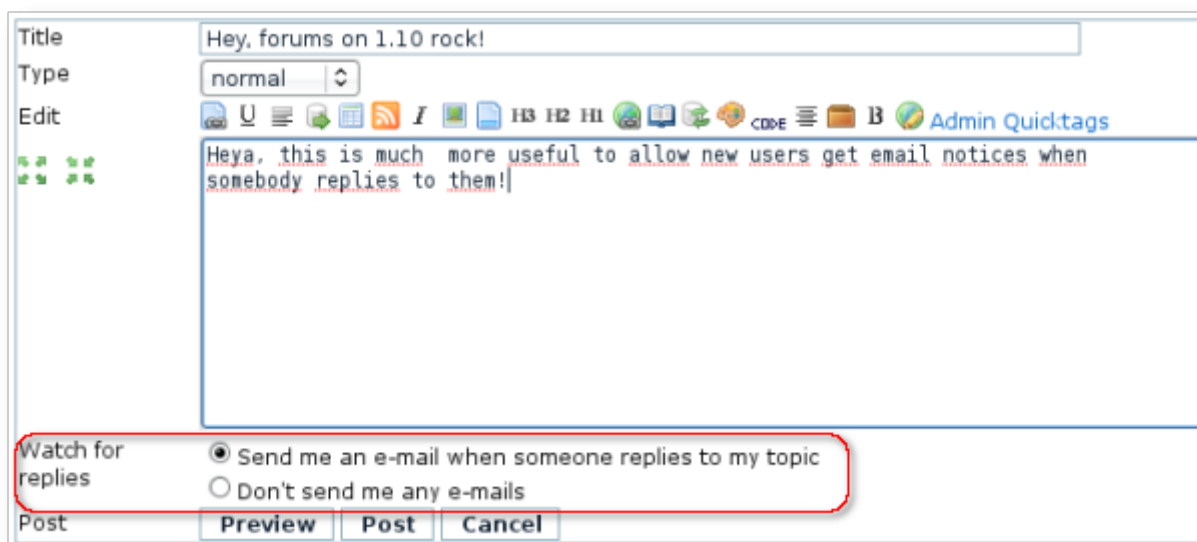 Title Hey, forums on 1.10 rock!
Type normal
Edit U I H3 H2 H1 CODE B Admin Quicktags
Heya, this is much  more useful to allow new users get email notices when
somebody replies to them!
Watch for
replies
Send me an e-mail when someone replies to my topic
Don't send me any e-mails
Post Preview Post Cancel